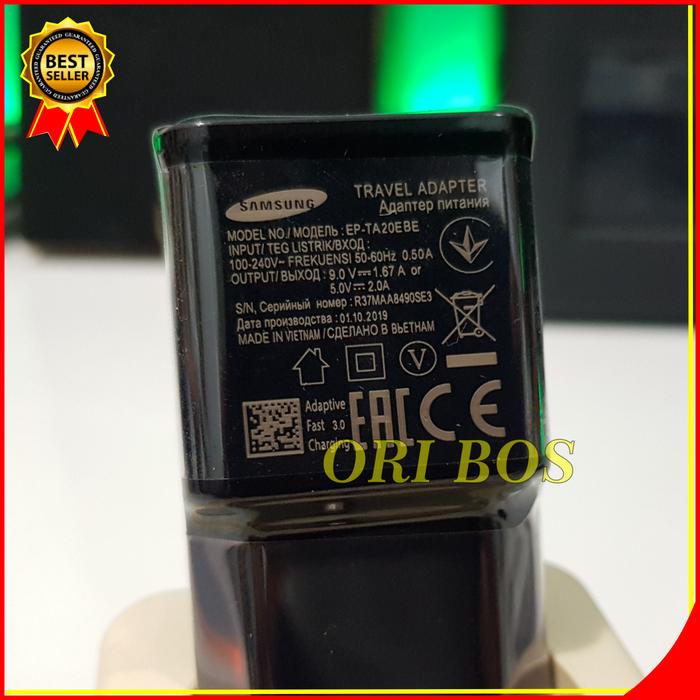 BEST
SELLER
SAMSUNG
TRAVEL ADAPTER
Адаптер питания
MODEL NO./ МОДЕЛЬ : EP-TA20EBE
INPUT/ TEG LISTRIK/ВХОД :
100-240V~ FREKUENSI 50-60Hz 0.50A
OUTPUT/ВЫХОД : 9.0 V⎓1.67 A or
5.0V⎓2.0A
S/N, Серийный номер : R37MAA8490SE3
Дата производства :01.10.2019
MADE IN VIETNAM / СДЕЛАНО В ВЬЕТНАМ
V
Adaptive
Fast 3.0
Charging
EAC CE
ORI BOS